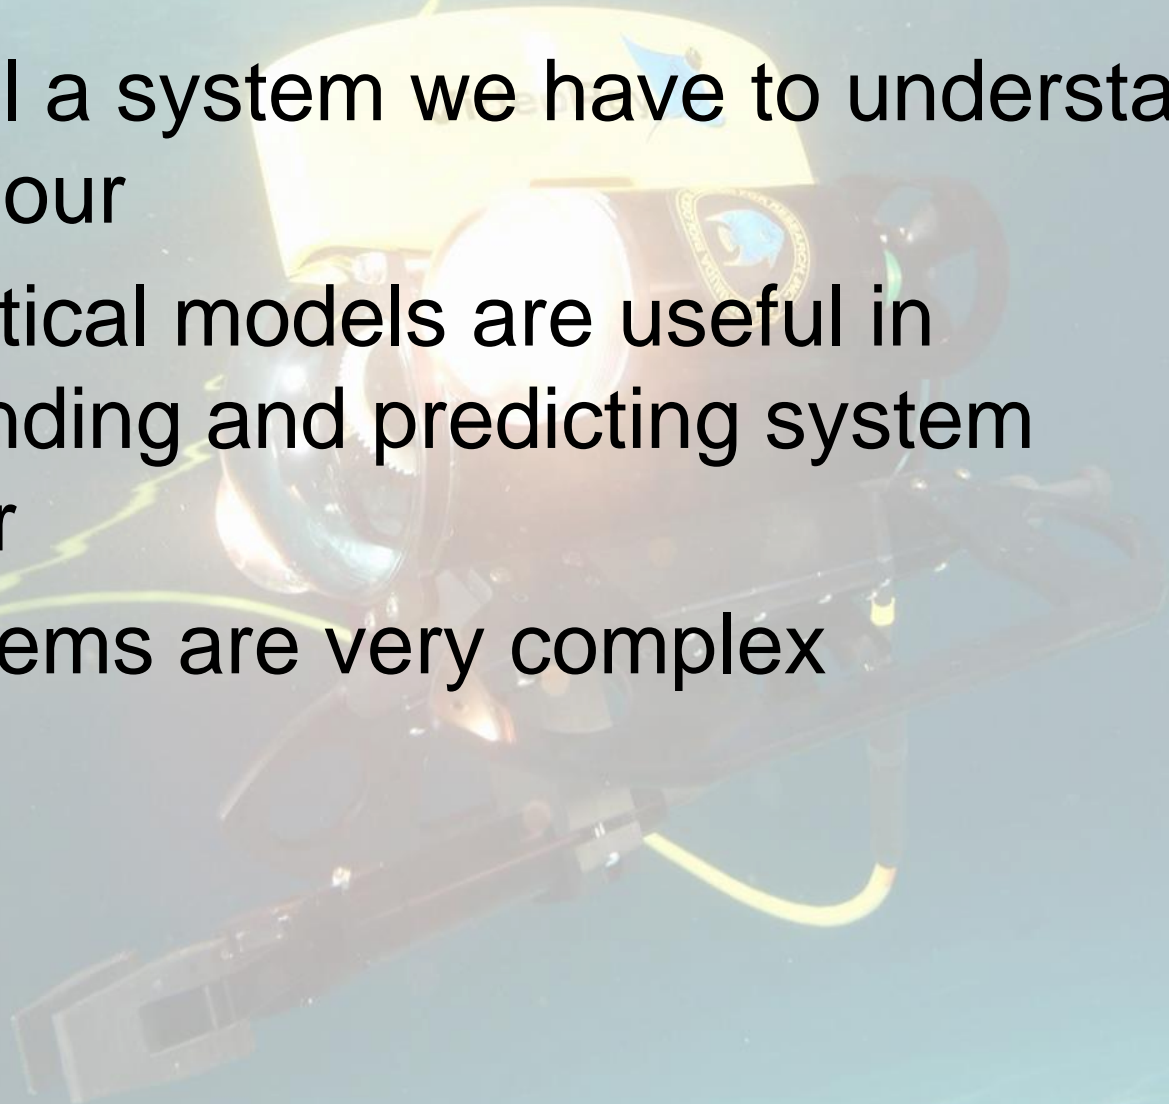 l a system we have to understa
our
tical models are useful in
nding and predicting system
r
ems are very complex